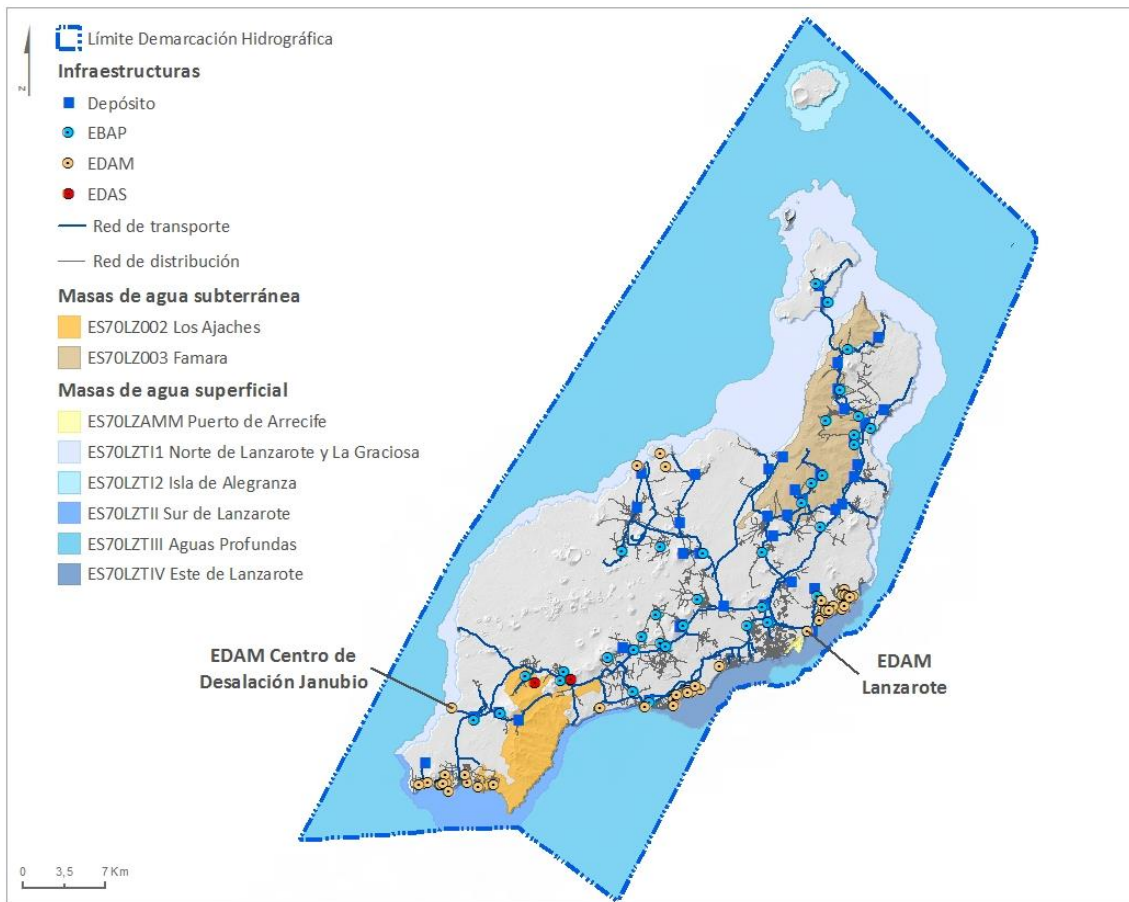 Límite Demarcación Hidrográfica
Infraestructuras
Depósito
EBAP
EDAM
EDAS
Red de transporte
Red de distribución
Masas de agua subterránea
ES70LZ002 Los Ajaches
ES70LZ003 Famara
Masas de agua superficial
ES70LZAMM Puerto de Arrecife
ES70LZTI1 Norte de Lanzarote y La Graciosa
ES70LZTI2 Isla de Alegranza
ES70LZTII Sur de Lanzarote
ES70LZTIII Aguas Profundas
ES70LZTIV Este de Lanzarote
N
EDAM Centro de
Desalación Janubio
EDAM
Lanzarote
0 3,5 7 Km